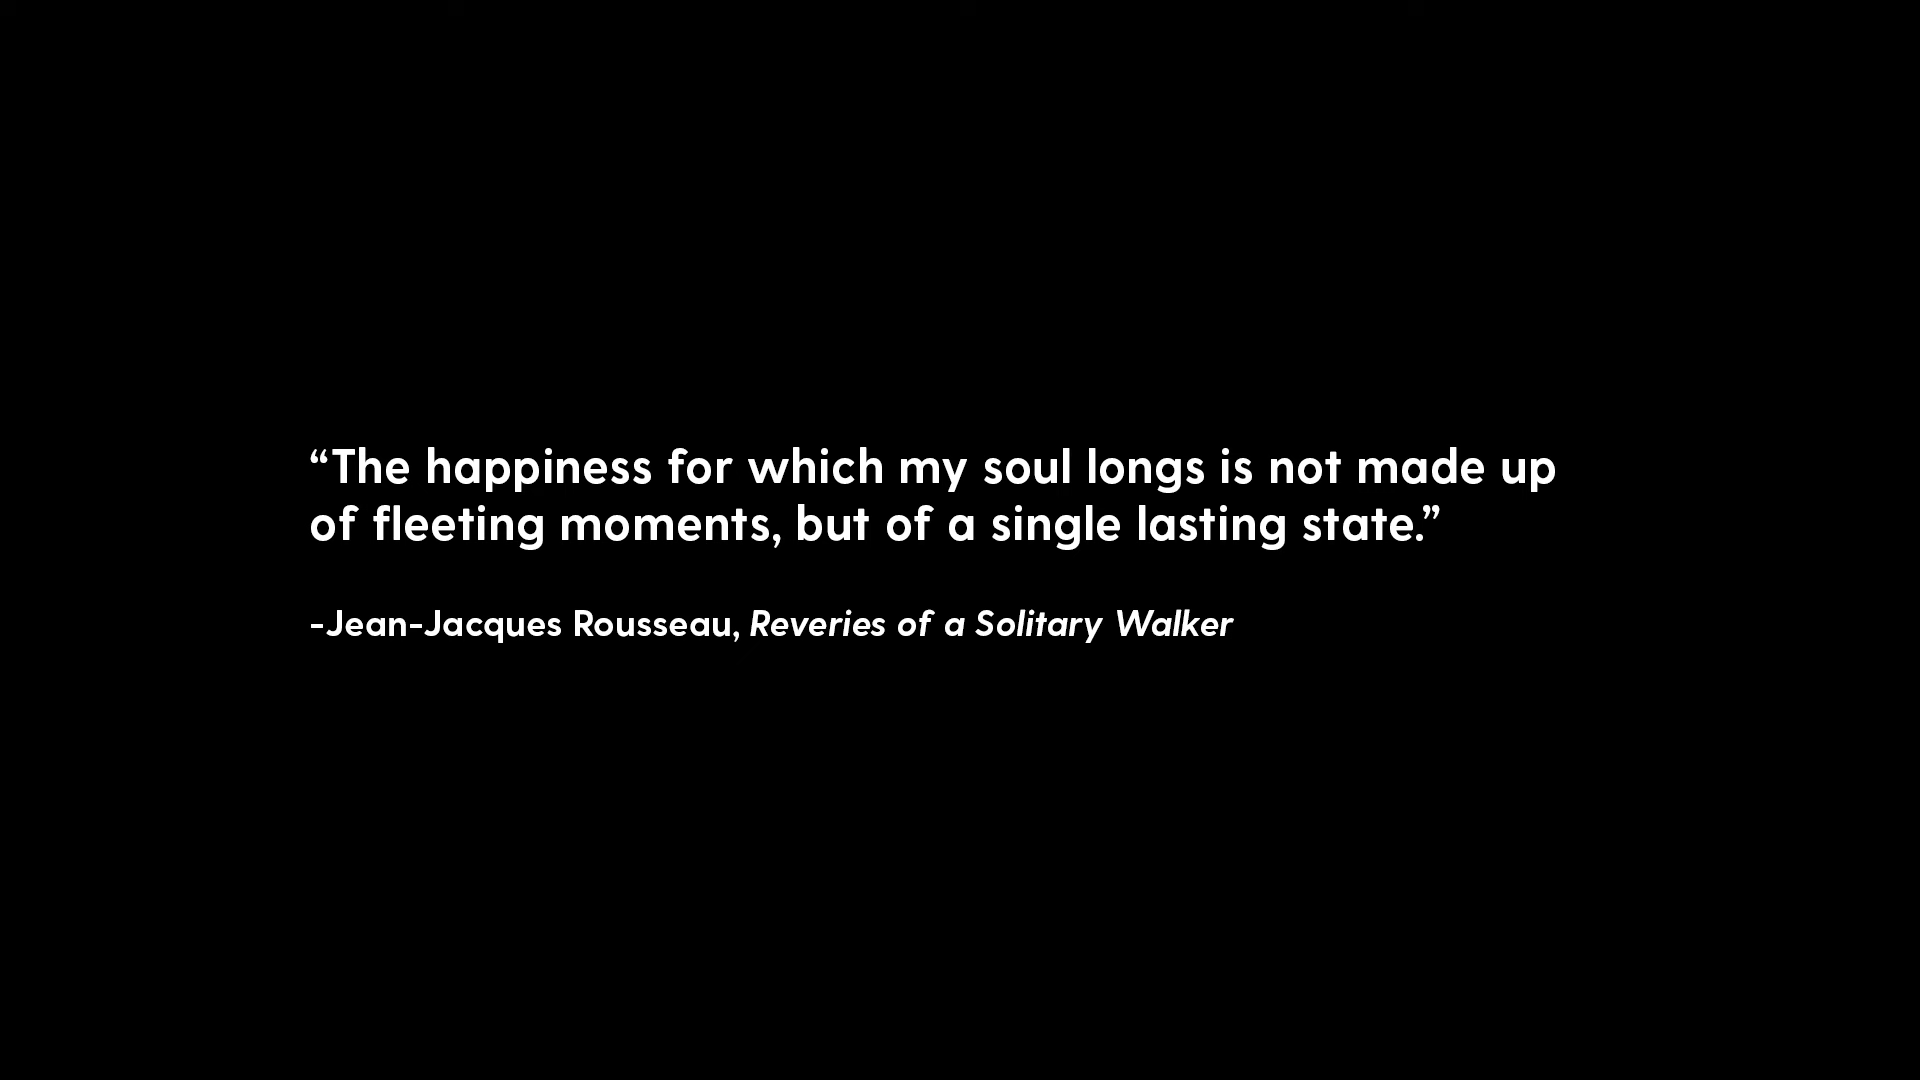 “The happiness for which my soul longs is not made up
of fleeting moments, but of a single lasting state.”
-Jean-Jacques Rousseau, Reveries of a Solitary Walker